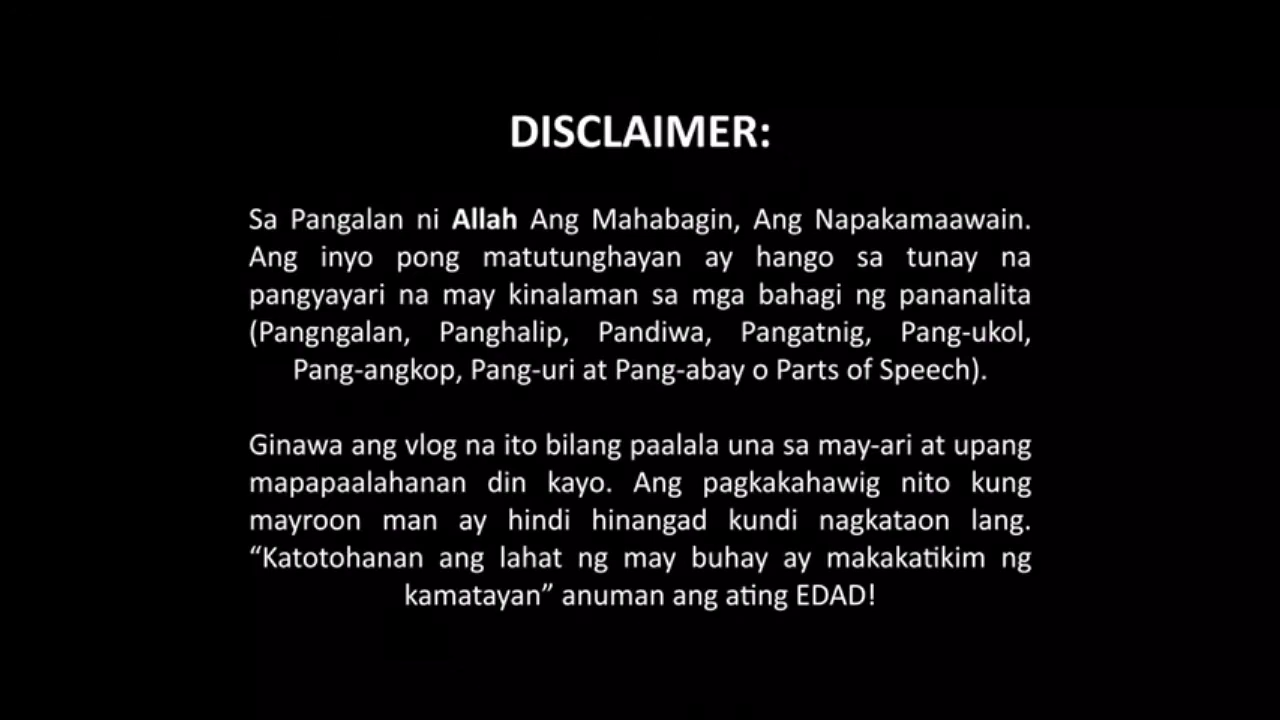 DISCLAIMER:
Sa Pangalan ni Allah Ang Mahabagin, Ang Napakamaawain.
Ang inyo pong matutunghayan ay hango sa tunay na
pangyayari na may kinalaman sa mga bahagi ng pananalita
(Pangngalan, Panghalip, Pandiwa, Pangatnig, Pang-ukol,
Pang-angkop, Pang-uri at Pang-abay o Parts of Speech).
Ginawa ang vlog na ito bilang paalala una sa may-ari at upang
mapapaalahanan din kayo. Ang pagkakahawig nito kung
mayroon man ay hindi hinangad kundi nagkataon lang.
“Katotohanan ang lahat ng may buhay ay makakatikim ng
kamatayan” anuman ang ating EDAD!